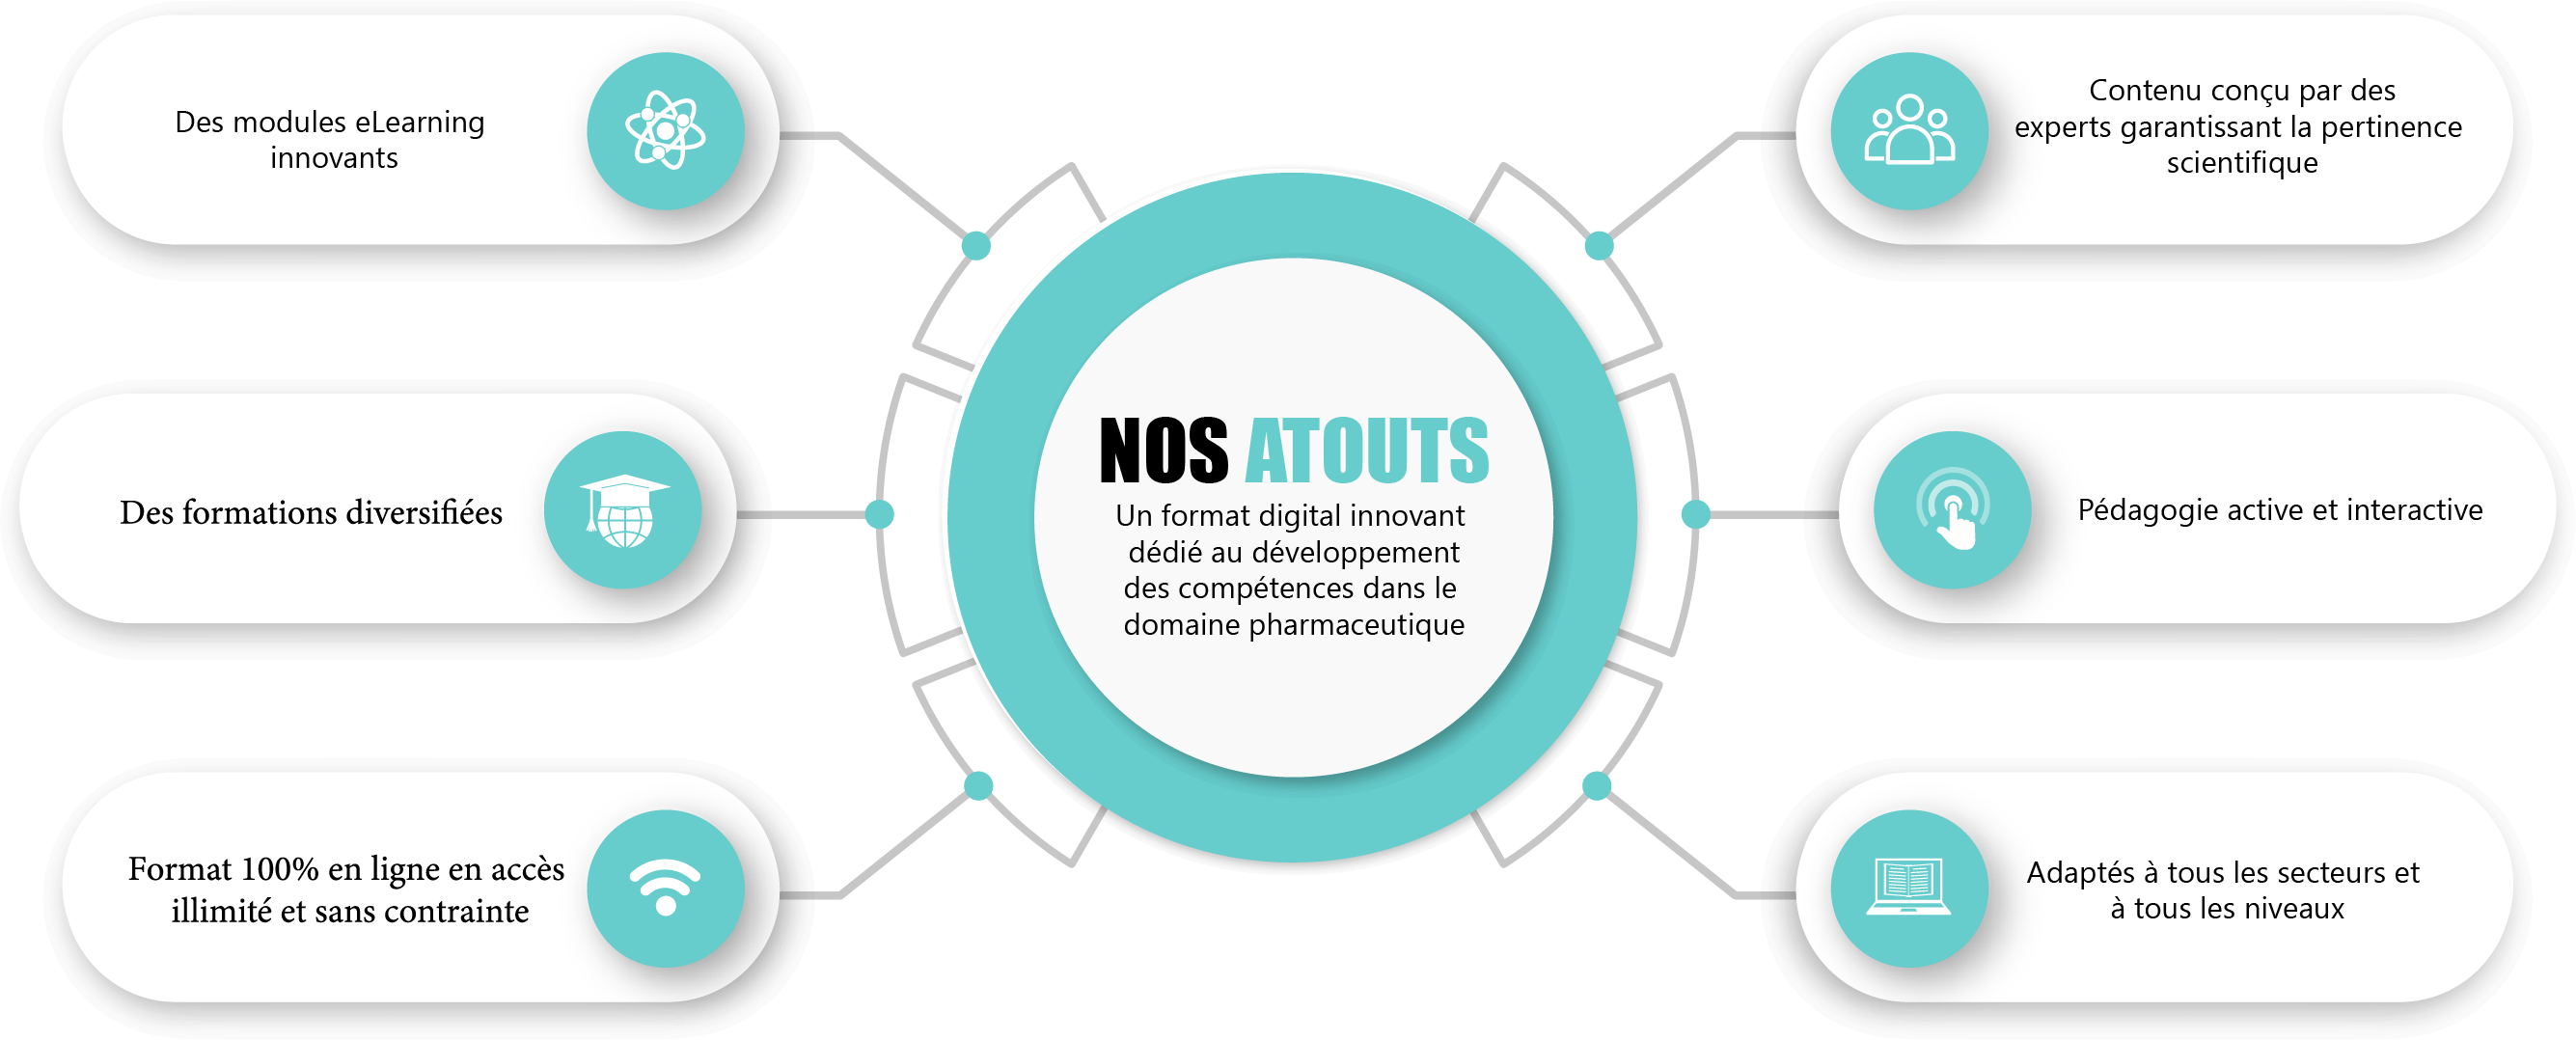 Des modules eLearning
innovants
Des formations diversifiées
Format 100% en ligne en accès
illimité et sans contrainte
NOS ATOUTS
Un format digital innovant
dédié au développement
des compétences dans le
domaine pharmaceutique
Contenu conçu par des
experts garantissant la pertinence
scientifique
Pédagogie active et interactive
Adaptés à tous les secteurs et
à tous les niveaux